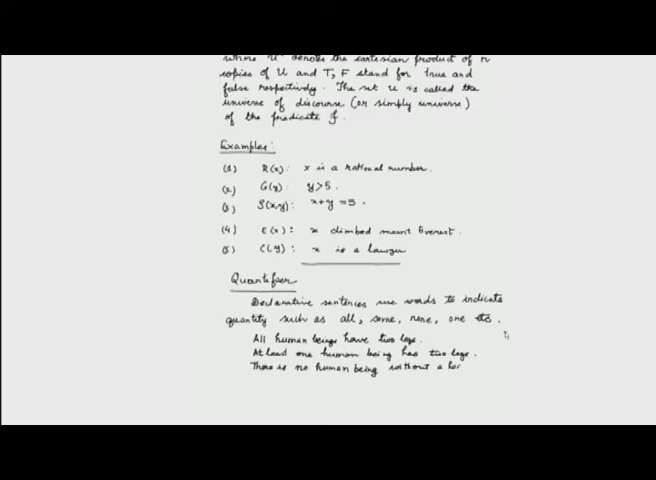 where Uⁿ denotes the cartesian product of n
copies of U and T, F stand for true and
false respectively. The set U is called the
universe of discourse (or simply universe)
of the predicate f.
Examples:
(1) R(x): x is a rational number.
(2) G(y): y>5.
(3) S(x,y): x+y=5.
(4) E(x): x climbed mount Everest.
(5) x is a lawyer
Quantifier
Declarative sentences use words to indicate
quantity such as all, some, none, one etc.
All human beings have two legs.
At least one human being has two legs.
There is no human being without a